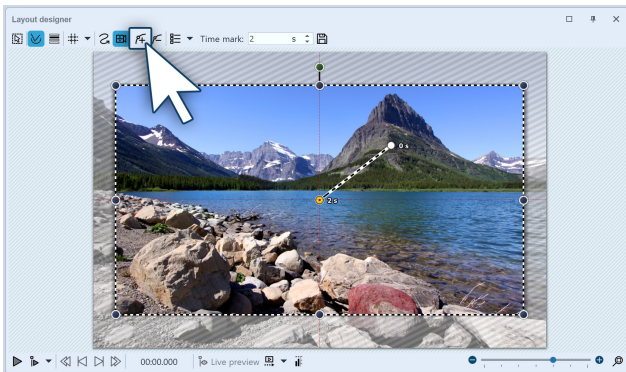 Layout designer
Time mark: 2 s
0 s
2 s
00:00.000 Live preview